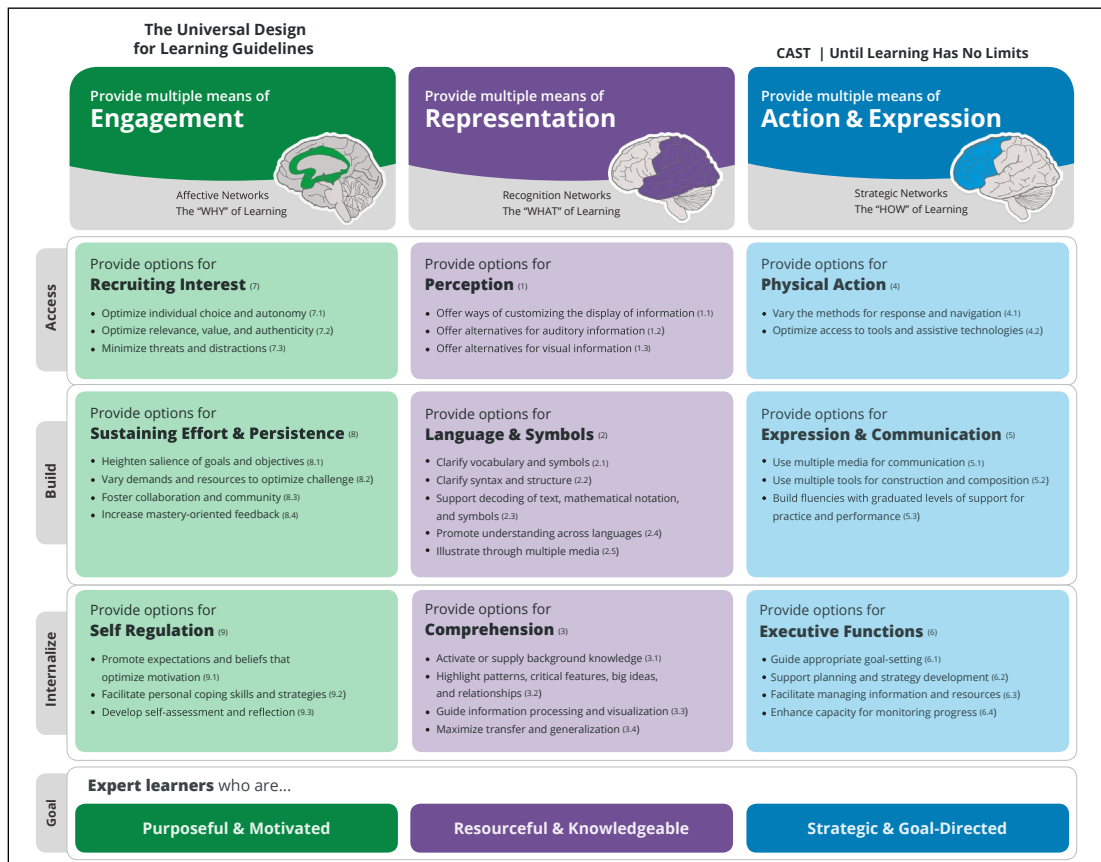 The Universal Design
for Learning Guidelines
CAST | Until Learning Has No Limits
Provide multiple means of
Engagement
Affective Networks
The “WHY” of Learning
Provide multiple means of
Representation
Recognition Networks
The “WHAT” of Learning
Provide multiple means of
Action & Expression
Strategic Networks
The “HOW” of Learning
Access
Provide options for
Recruiting Interest (7)
• Optimize individual choice and autonomy (7.1)
• Optimize relevance, value, and authenticity (7.2)
• Minimize threats and distractions (7.3)
Provide options for
Perception (1)
• Offer ways of customizing the display of information (1.1)
• Offer alternatives for auditory information (1.2)
• Offer alternatives for visual information (1.3)
Provide options for
Physical Action (4)
• Vary the methods for response and navigation (4.1)
• Optimize access to tools and assistive technologies (4.2)
Build
Provide options for
Sustaining Effort & Persistence (8)
• Heighten salience of goals and objectives (8.1)
• Vary demands and resources to optimize challenge (8.2)
• Foster collaboration and community (8.3)
• Increase mastery-oriented feedback (8.4)
Provide options for
Language & Symbols (2)
• Clarify vocabulary and symbols (2.1)
• Clarify syntax and structure (2.2)
• Support decoding of text, mathematical notation,
and symbols (2.3)
• Promote understanding across languages (2.4)
• Illustrate through multiple media (2.5)
Provide options for
Expression & Communication (5)
• Use multiple media for communication (5.1)
• Use multiple tools for construction and composition (5.2)
• Build fluencies with graduated levels of support for
practice and performance (5.3)
Internalize
Provide options for
Self Regulation (9)
• Promote expectations and beliefs that
optimize motivation (9.1)
• Facilitate personal coping skills and strategies (9.2)
• Develop self-assessment and reflection (9.3)
Provide options for
Comprehension (3)
• Activate or supply background knowledge (3.1)
• Highlight patterns, critical features, big ideas,
and relationships (3.2)
• Guide information processing and visualization (3.3)
• Maximize transfer and generalization (3.4)
Provide options for
Executive Functions (6)
• Guide appropriate goal-setting (6.1)
• Support planning and strategy development (6.2)
• Facilitate managing information and resources (6.3)
• Enhance capacity for monitoring progress (6.4)
Goal
Expert learners who are...
Purposeful & Motivated
Resourceful & Knowledgeable
Strategic & Goal-Directed